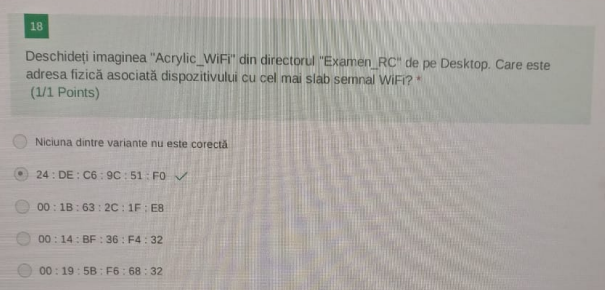 18
Deschideți imaginea "Acrylic_WiFi" din directorul "Examen_RC" de pe Desktop. Care este
adresa fizică asociată dispozitivului cu cel mai slab semnal WiFi? *
(1/1 Points)
Niciuna dintre variante nu este corectă
24 : DE : C6 : 9C : 51 : F0
00 : 1B : 63 : 2C : 1F : E8
00 : 14 : BF : 36 : F4 : 32
00 : 19 : 5B : F6 : 68 : 32